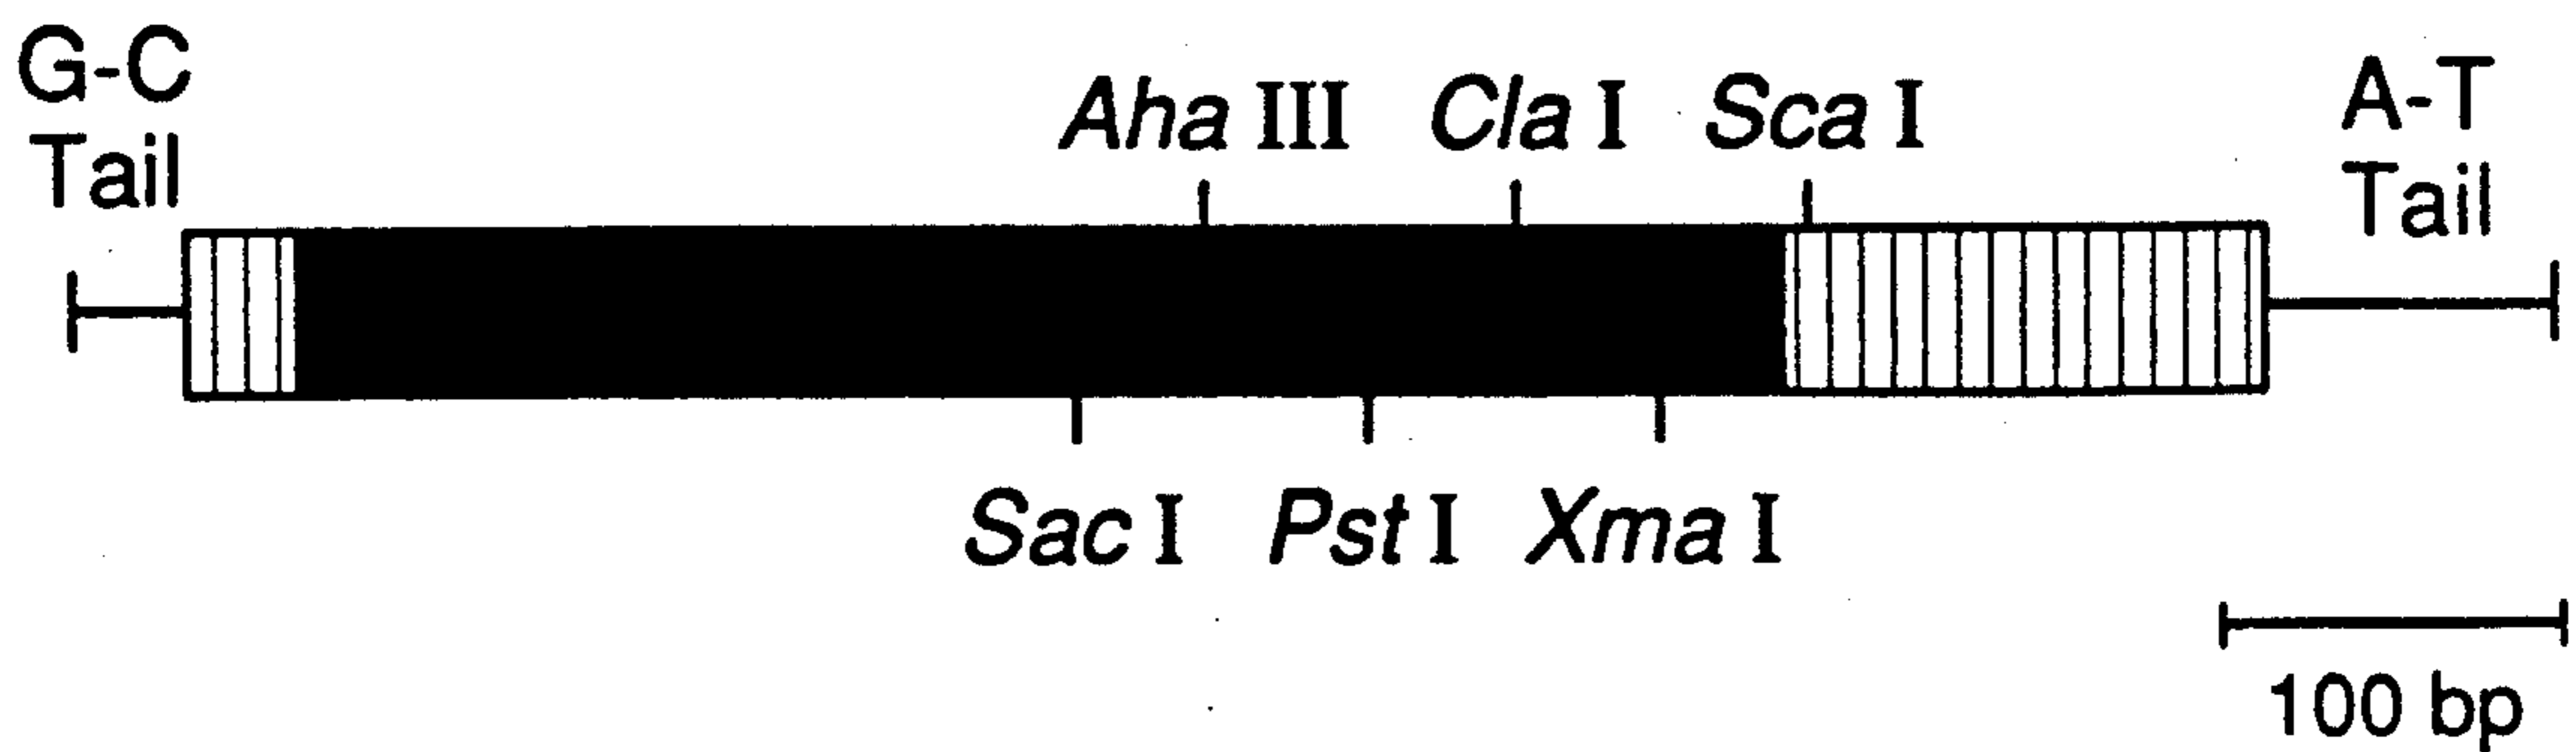 G-C
Tail
Aha III Cla I Sca I
A-T
Tail
Sac I Pst I Xma I
100 bp